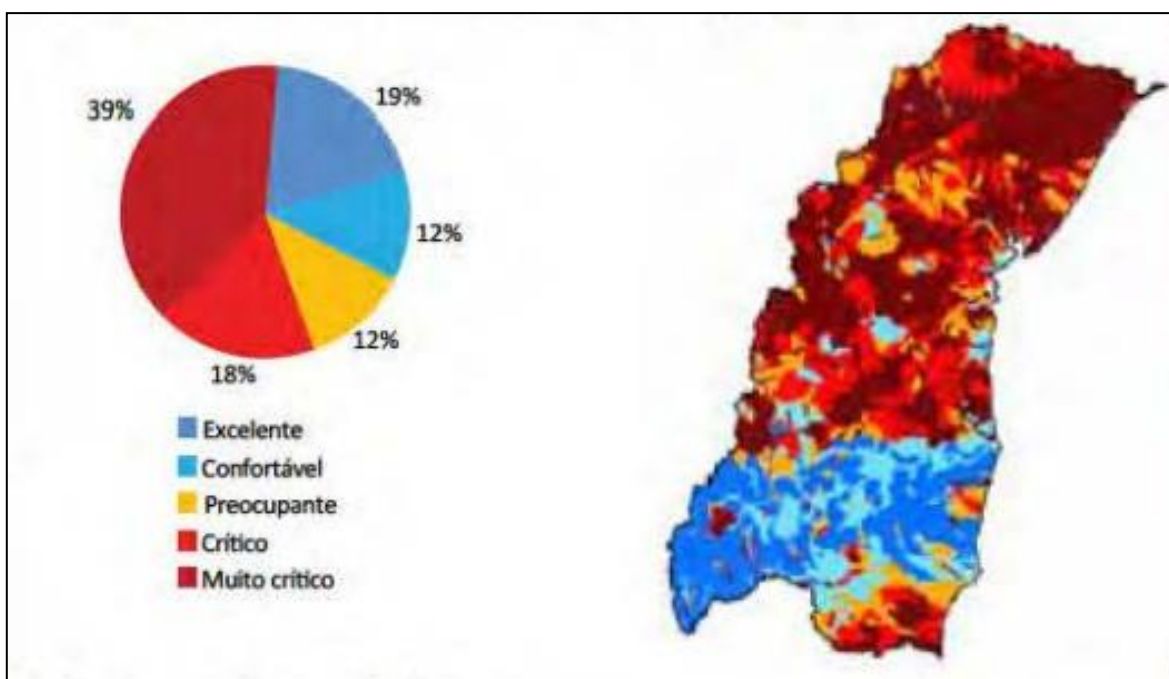 39%
19%
12%
12%
18%
Excelente
Confortável
Preocupante
Crítico
Muito crítico